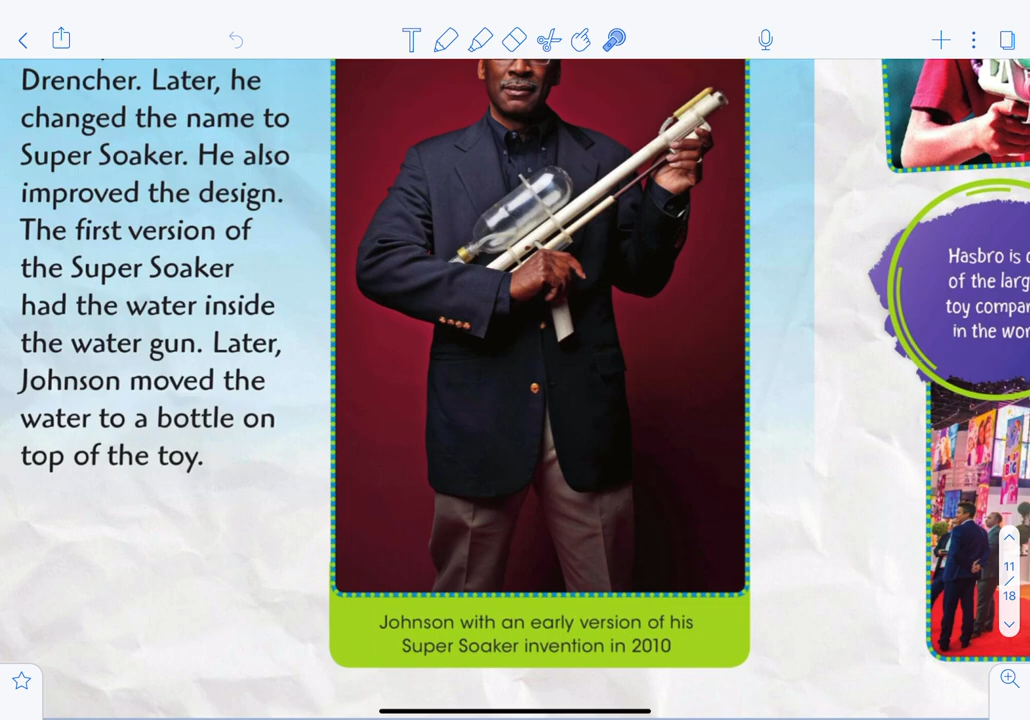 Drencher. Later, he
changed the name to
Super Soaker. He also
improved the design.
The first version of
the Super Soaker
had the water inside
the water gun. Later,
Johnson moved the
water to a bottle on
top of the toy.
Johnson with an early version of his
Super Soaker invention in 2010
Hasbro is
of the
toy
in the
11
18